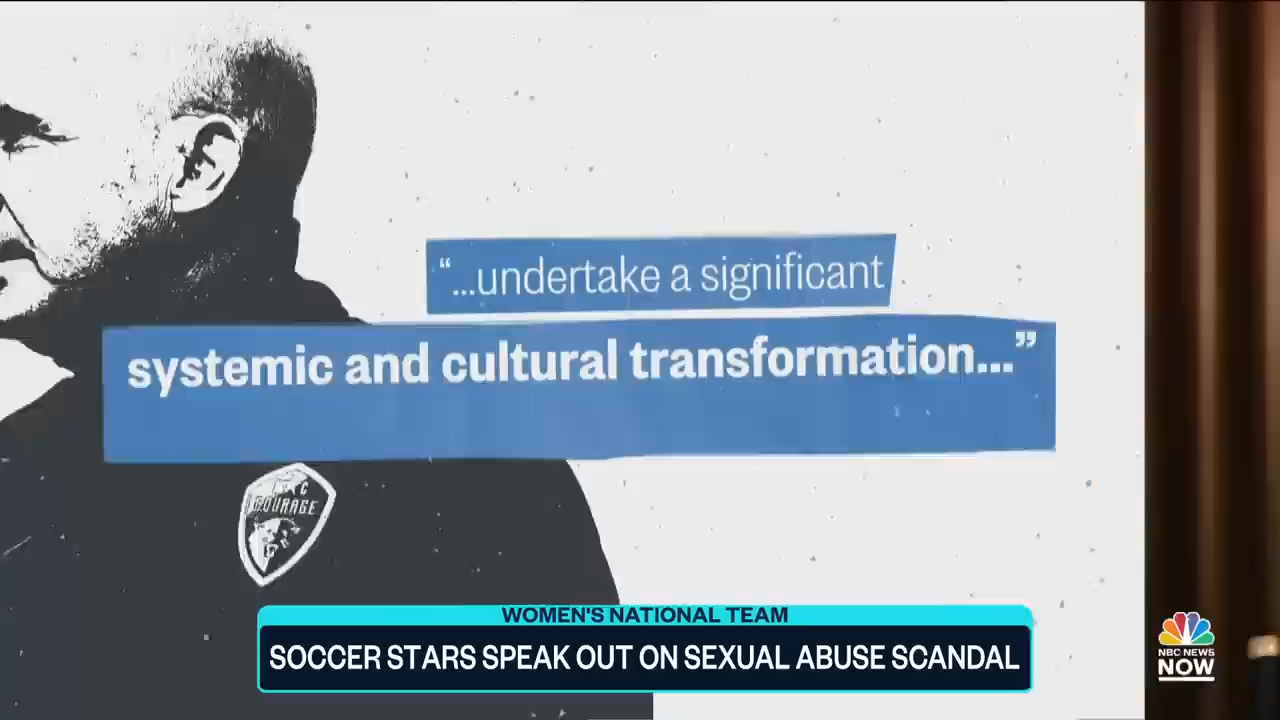 “...undertake a significant
systemic and cultural transformation...”
COURAGE
WOMEN'S NATIONAL TEAM
SOCCER STARS SPEAK OUT ON SEXUAL ABUSE SCANDAL
NBC NEWS
NOW